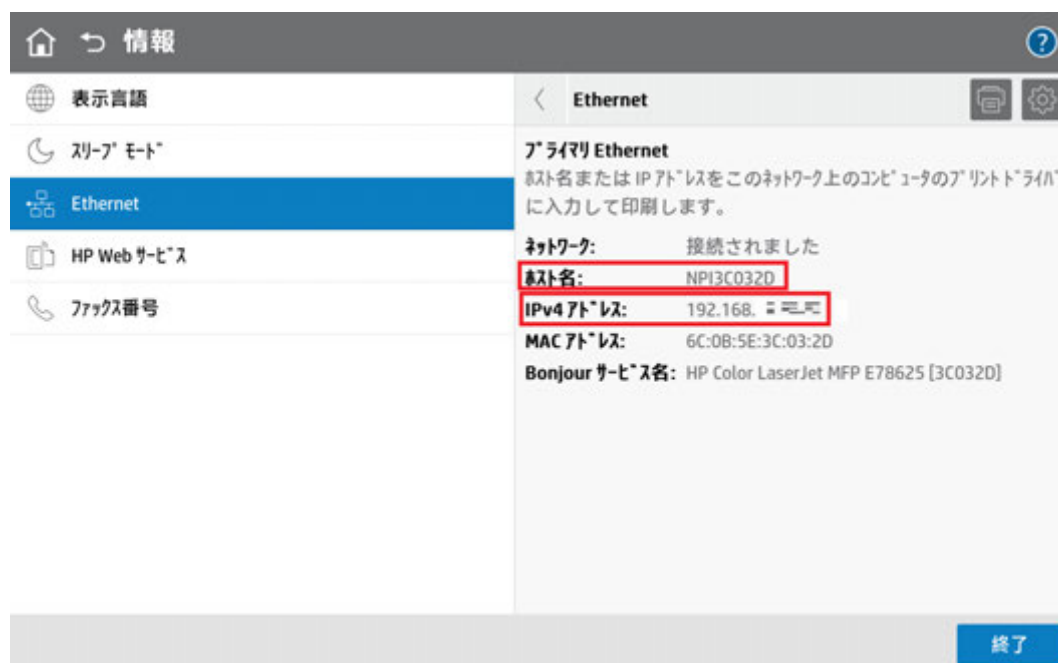 情報
?
表示言語
ｽﾘｰﾌﾟ ﾓｰﾄﾞ
Ethernet
HP Web ｻｰﾋﾞｽ
ﾌｧｯｸｽ番号
Ethernet
ﾌﾟﾗｲﾏﾘ Ethernet
ﾎｽﾄ名または IP ｱﾄﾞﾚｽをこのﾈｯﾄﾜｰｸ上のｺﾝﾋﾟｭｰﾀのﾌﾟﾘﾝﾄ ﾄﾞﾗｲﾊﾞ
に入力して印刷します。
ﾈｯﾄﾜｰｸ: 接続されました
ﾎｽﾄ名: NPI3C032D
IPv4 ｱﾄﾞﾚｽ: 192.168.
MAC ｱﾄﾞﾚｽ: 6C:0B:5E:3C:03:2D
Bonjour ｻｰﾋﾞｽ名: HP Color LaserJet MFP E78625 [3C032D]
終了